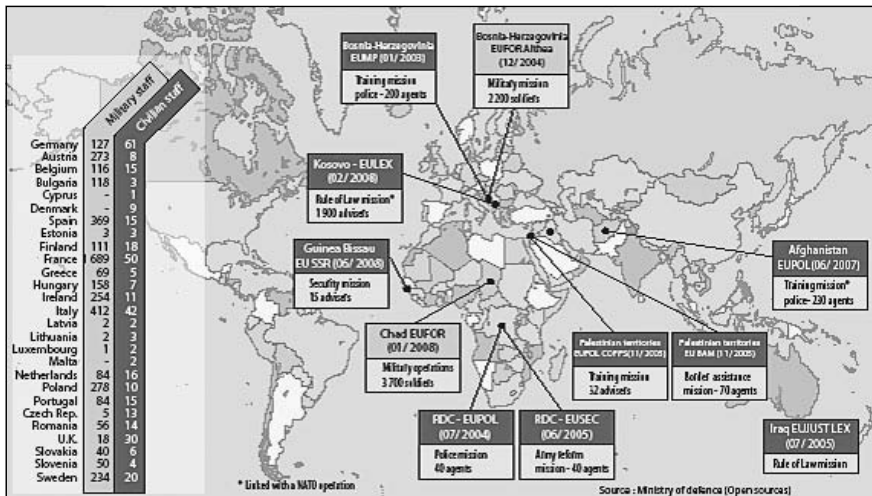 Military staff
Civilian staff
Germany 127 61
Austria 273 8
Belgium 116 15
Bulgaria 118 3
Cyprus - 1
Denmark - 9
Spain 369 15
Estonia 3 3
Finland 111 18
France 1 689 50
Greece 69 5
Hungary 158 7
Ireland 254 11
Italy 412 42
Latvia 2 2
Lithuania 2 3
Luxembourg 1 2
Malta - 2
Netherlands 84 16
Poland 278 10
Portugal 84 15
Czech Rep. 5 13
Romania 56 14
U.K. 18 30
Slovakia 40 6
Slovenia 50 4
Sweden 234 20
Bosnia-Herzagovinia
EUMP (01/2003)
Training mission
police - 200 agents
Bosnia-Herzagovinia
EUFOR Althea
(12/2004)
Military mission
2 200 soldiers
Kosovo - EULEX
(02/2008)
Rule of Law mission*
1 900 advisers
Guinea Bissau
EU SSR (06/2008)
Security mission
15 advisers
Chad EUFOR
(01/2008)
Military operations
3 700 soldiers
RDC - EUPOL
(07/2004)
Police mission
40 agents
RDC - EUSEC
(06/2005)
Army reform
mission - 40 agents
Palestinian territories
EUPOL COPPS (11/2005)
Training mission
32 advisers
Palestinian territories
EU BAM (11/2005)
Border assistance
mission - 70 agents
Afghanistan
EUPOL (06/2007)
Training mission*
police - 230 agents
Iraq EUJUST LEX
(07/2005)
Rule of Law mission
* Linked with a NATO operation
Source : Ministry of defence (Open sources)